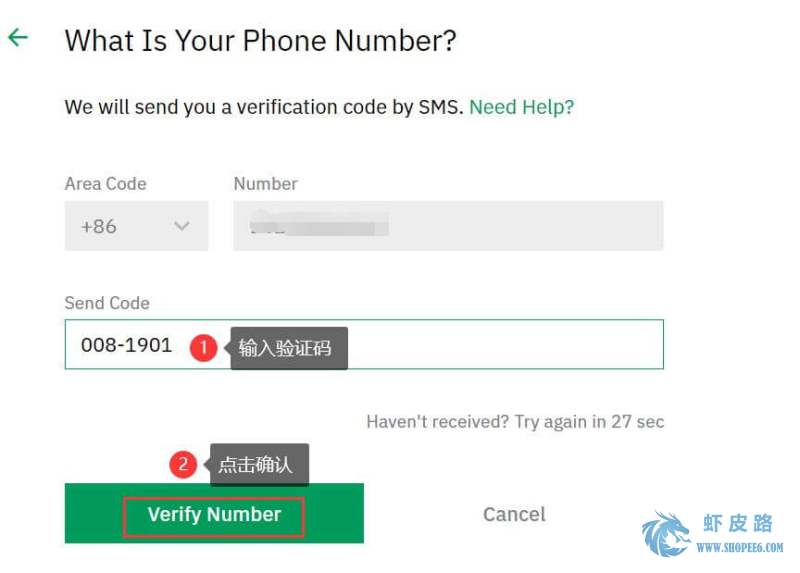 What Is Your Phone Number?
We will send you a verification code by SMS. Need Help?
Area Code Number
+86
Send Code
008-1901 1 输入验证码
Haven't received? Try again in 27 sec
2 点击确认
Verify Number Cancel
虾皮路
WWW.SHOPEE6.COM